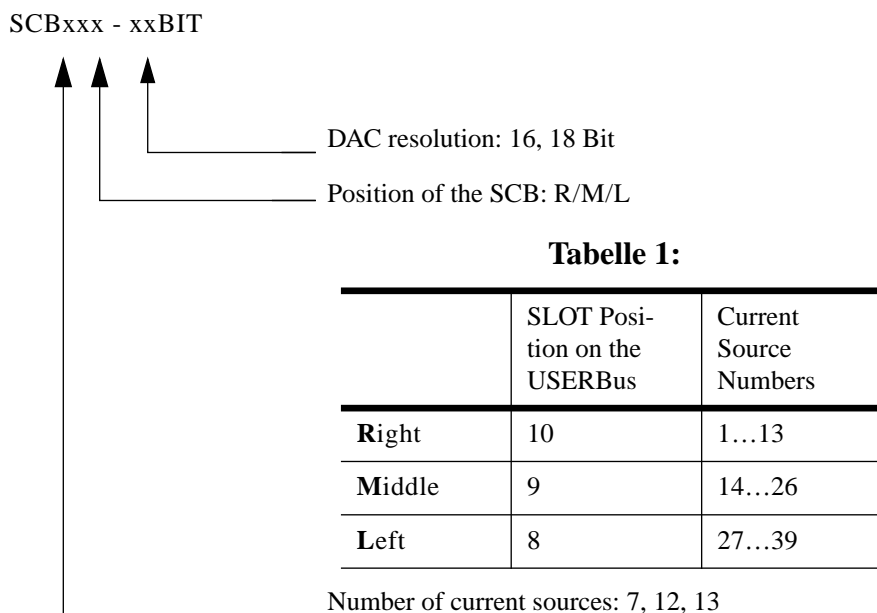 SCBxxx - xxBIT
DAC resolution: 16, 18 Bit
Position of the SCB: R/M/L
Tabelle 1:
SLOT Posi-
tion on the
USERBus
Current
Source
Numbers
Right 10 1…13
Middle 9 14…26
Left 8 27…39
Number of current sources: 7, 12, 13